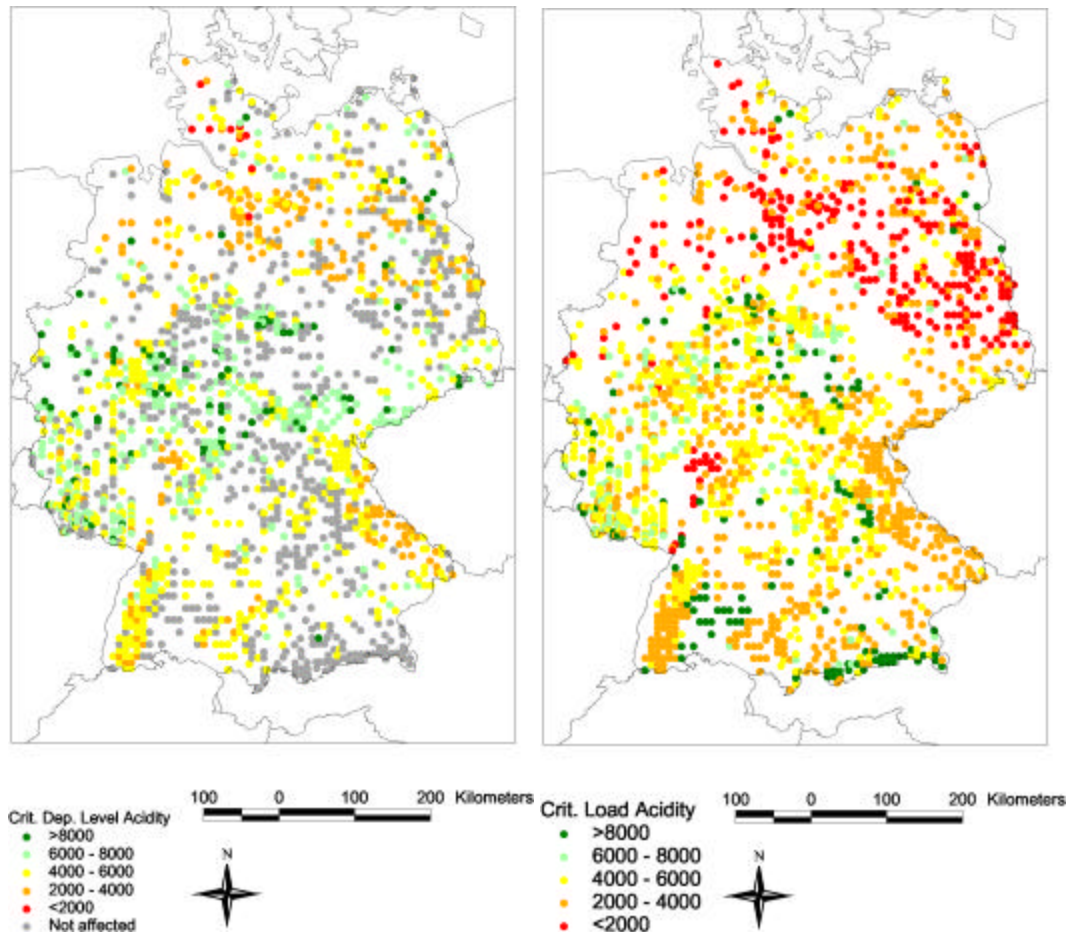 100 0 100 200 Kilometers
Crit. Dep. Level Acidity
>8000
6000 - 8000
4000 - 6000
2000 - 4000
<2000
Not affected
N
100 0 100 200 Kilometers
Crit. Load Acidity
>8000
6000 - 8000
4000 - 6000
2000 - 4000
<2000
N